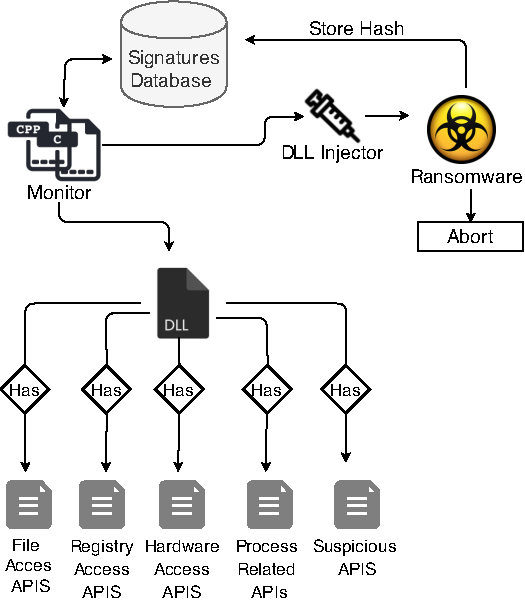 Store Hash
Signatures
Database
CPP
C
DLL Injector
Ransomware
Monitor
Abort
DLL
Has
Has
Has
Has
Has
File
Acces
APIS
Registry
Access
APIS
Hardware
Access
APIS
Process
Related
APIs
Suspicious
APIS